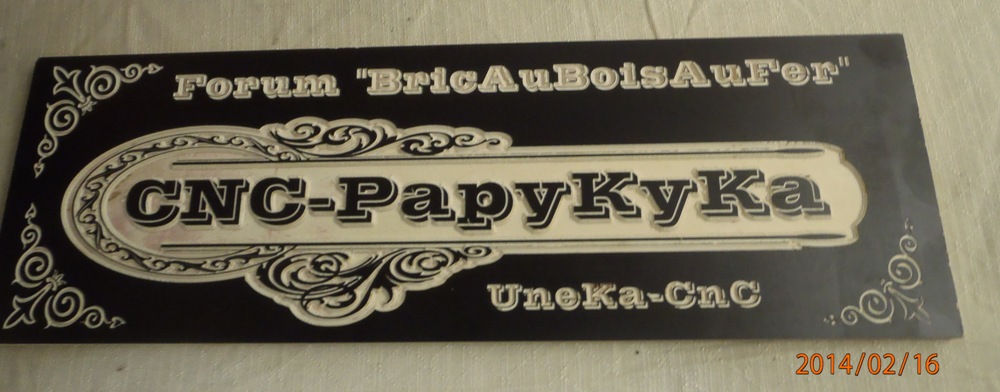 Forum "BricAuBoisAuFer"
CNC-PapyKyKa
UneKa-CnC
2014/02/16